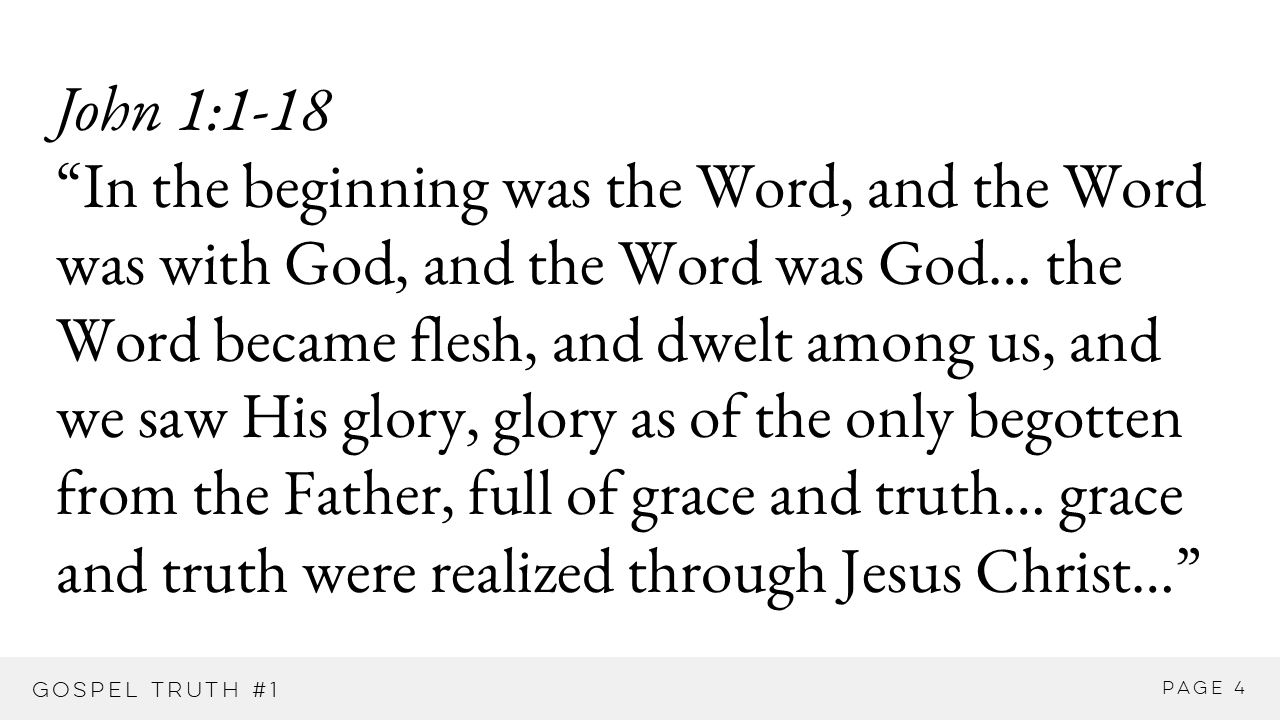 John 1:1-18
“In the beginning was the Word, and the Word
was with God, and the Word was God... the
Word became flesh, and dwelt among us, and
we saw His glory, glory as of the only begotten
from the Father, full of grace and truth... grace
and truth were realized through Jesus Christ...”
GOSPEL TRUTH #1
PAGE 4